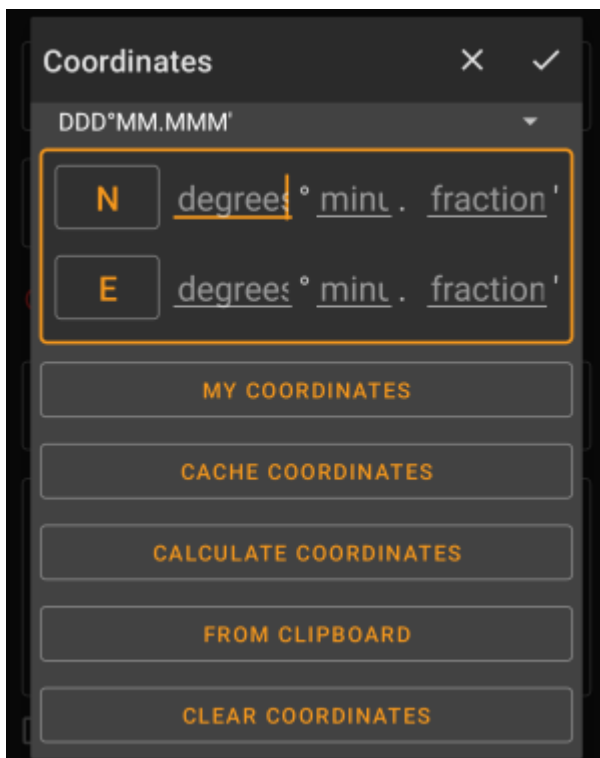 Coordinates
DDD°MM.MMM'
N degrees ° minu . fraction '
E degrees ° minu . fraction '
MY COORDINATES
CACHE COORDINATES
CALCULATE COORDINATES
FROM CLIPBOARD
CLEAR COORDINATES